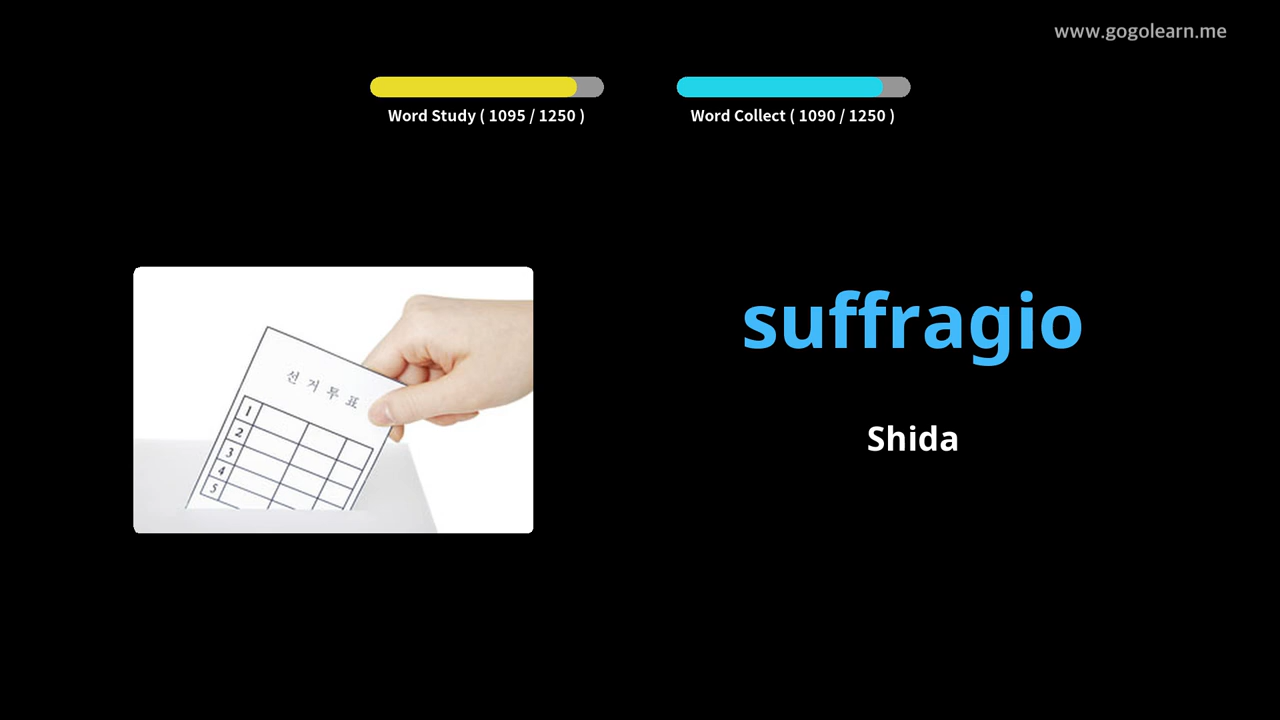 www.gogolearn.me
Word Study ( 1095 / 1250 )
Word Collect ( 1090 / 1250 )
suffragio
Shida
선거투표
1
2
3
4
5